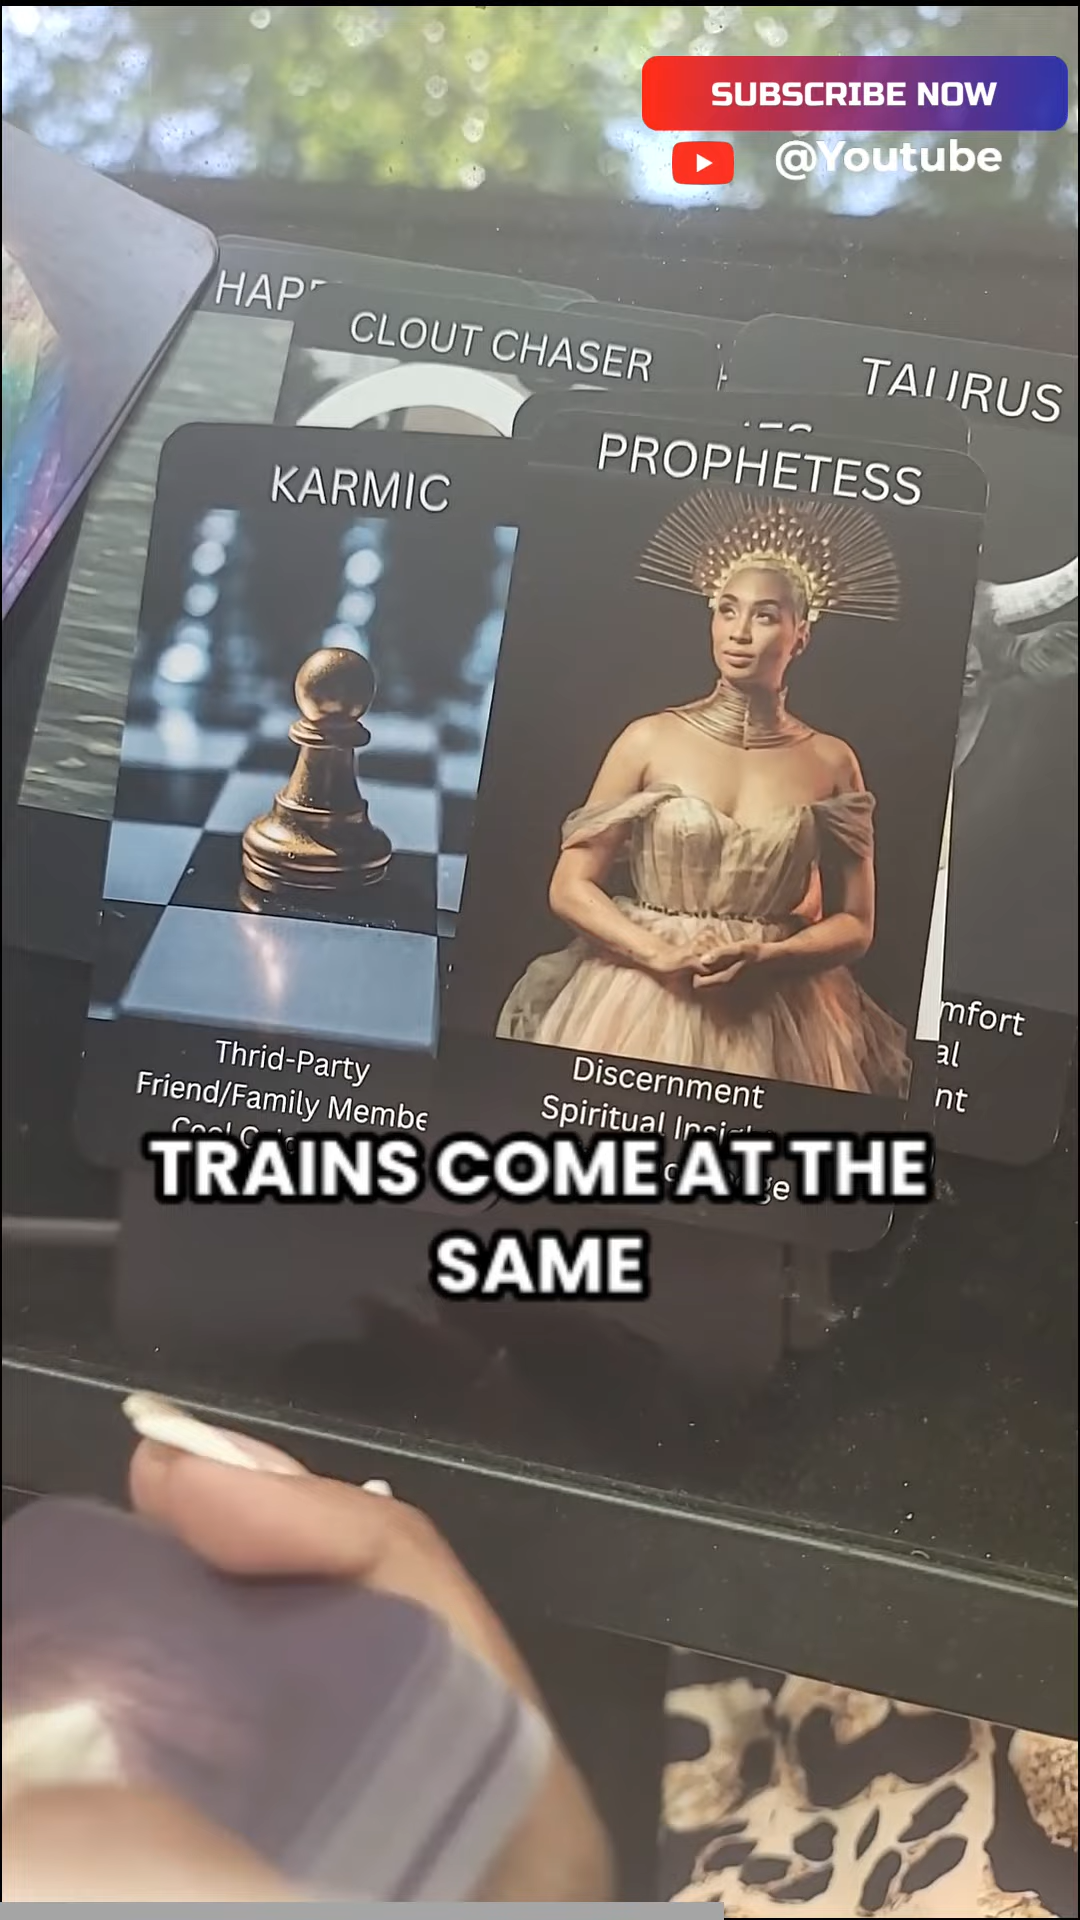 SUBSCRIBE NOW
@Youtube
CLOUT CHASER
TAURUS
KARMIC
PROPHETESS
Thrid-Party
Friend/Family Membe
Discernment
Spiritual
mfort
al
nt
TRAINS COME AT THE
SAME